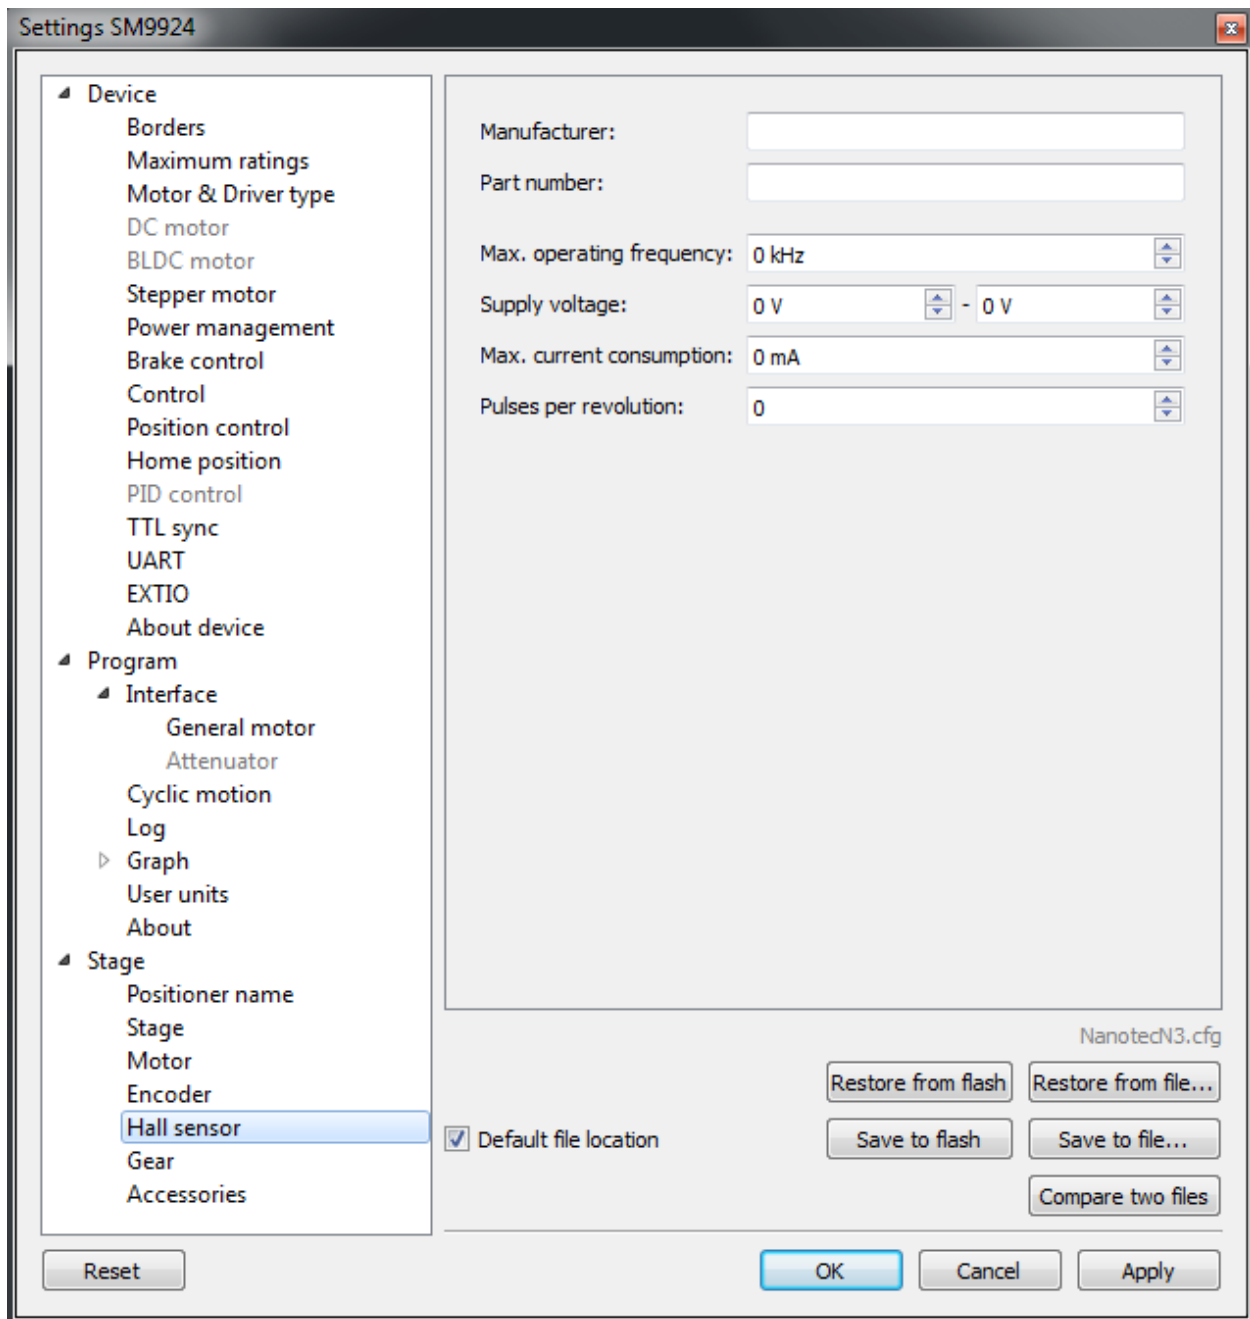 Settings SM9924
Device
Borders
Maximum ratings
Motor & Driver type
DC motor
BLDC motor
Stepper motor
Power management
Brake control
Control
Position control
Home position
PID control
TTL sync
UART
EXTIO
About device
Program
Interface
General motor
Attenuator
Cyclic motion
Log
Graph
User units
About
Stage
Positioner name
Stage
Motor
Encoder
Hall sensor
Gear
Accessories
Manufacturer:
Part number:
Max. operating frequency: 0 kHz
Supply voltage: 0 V - 0 V
Max. current consumption: 0 mA
Pulses per revolution: 0
NanotecN3.cfg
Restore from flash Restore from file...
Default file location Save to flash Save to file...
Compare two files
Reset OK Cancel Apply